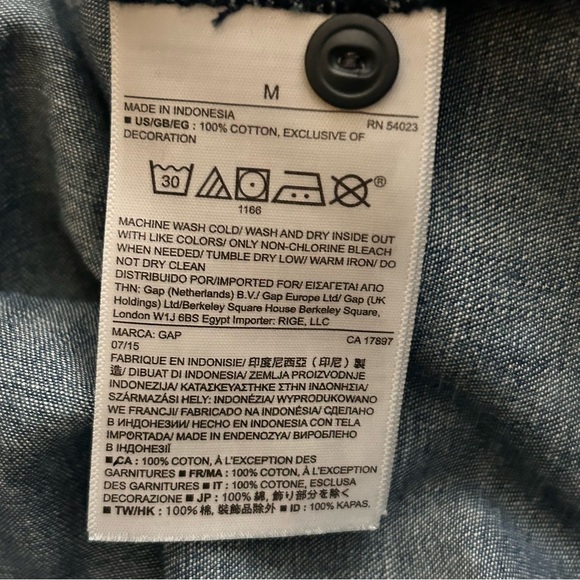 M
MADE IN INDONESIA RN 54023
■ US/GB/EG : 100% COTTON, EXCLUSIVE OF
DECORATION
30 ®
1166
MACHINE WASH COLD/ WASH AND DRY INSIDE OUT
WITH LIKE COLORS/ ONLY NON-CHLORINE BLEACH
WHEN NEEDED/ TUMBLE DRY LOW/ WARM IRON/ DO
NOT DRY CLEAN
DISTRIBUIDO POR/IMPORTED FOR/ ΕΙΣΑΓΕΤΑΙ ΑΠΟ
ΤΗΝ: Gap (Netherlands) B.V./ Gap Europe Ltd/ Gap (UK
Holdings) Ltd/Berkeley Square House Berkeley Square,
London W1J 6BS Egypt Importer: RIGE, LLC
MARCA: GAP CA 17897
07/15
FABRIQUE EN INDONISIE/ 印度尼西亞（印尼）製
造/ DIBUAT DI INDONESIA/ ZEMLJA PROIZVODNJE
INDONEZIJA/ ΚΑΤΑΣΚΕΥΑΣΤΗΚΕ ΣΤΗΝ ΙΝΔΟΝΗΣΙΑ/
SZÁRMAZÁSI HELY: INDONÉZIA/ WYPRODUKOWANO
WE FRANCJI/ FABRICADO NA INDONÉSIA/ СДЕЛАНО
В ИНДОНЕЗИИ/ HECHO EN INDONESIA CON TELA
IMPORTADA/ MADE IN ENDENOZYA/ ВИРОБЛЕНО
В ІНДОНЕЗІЇ
■ CA : 100% COTON, À L'EXCEPTION DES
GARNITURES ■ FR/MA : 100% COTON, À L'EXCEPTION
DES GARNITURES ■ IT : 100% COTONE, ESCLUSA
DECORAZIONE ■ JP : 100% 綿, 飾り部分を除く
■ TW/HK : 100% 棉, 裝飾品除外 ■ ID : 100% KAPAS.